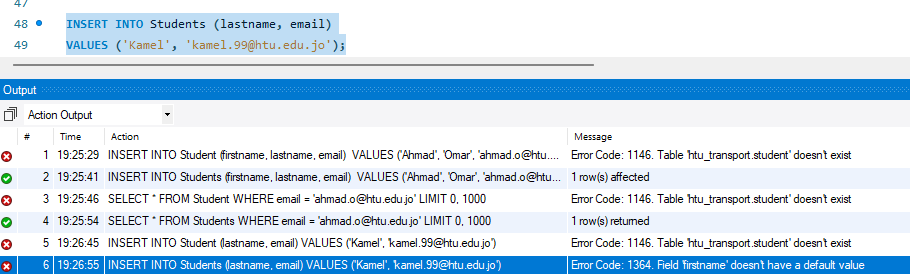 47
48 INSERT INTO Students (lastname, email)
49 VALUES ('Kamel', 'kamel.99@htu.edu.jo');
Output
Action Output
# Time Action Message
1 19:25:29 INSERT INTO Student (firstname, lastname, email) VALUES ('Ahmad', 'Omar', 'ahmad.o@htu.... Error Code: 1146. Table 'htu_transport.student' doesn't exist
2 19:25:41 INSERT INTO Students (firstname, lastname, email) VALUES ('Ahmad', 'Omar', 'ahmad.o@htu... 1 row(s) affected
3 19:25:46 SELECT * FROM Student WHERE email = 'ahmad.o@htu.edu.jo' LIMIT 0, 1000 Error Code: 1146. Table 'htu_transport.student' doesn't exist
4 19:25:54 SELECT * FROM Students WHERE email = 'ahmad.o@htu.edu.jo' LIMIT 0, 1000 1 row(s) returned
5 19:26:45 INSERT INTO Student (lastname, email) VALUES ('Kamel', 'kamel.99@htu.edu.jo') Error Code: 1146. Table 'htu_transport.student' doesn't exist
6 19:26:55 INSERT INTO Students (lastname, email) VALUES ('Kamel', 'kamel.99@htu.edu.jo') Error Code: 1364. Field 'firstname' doesn't have a default value